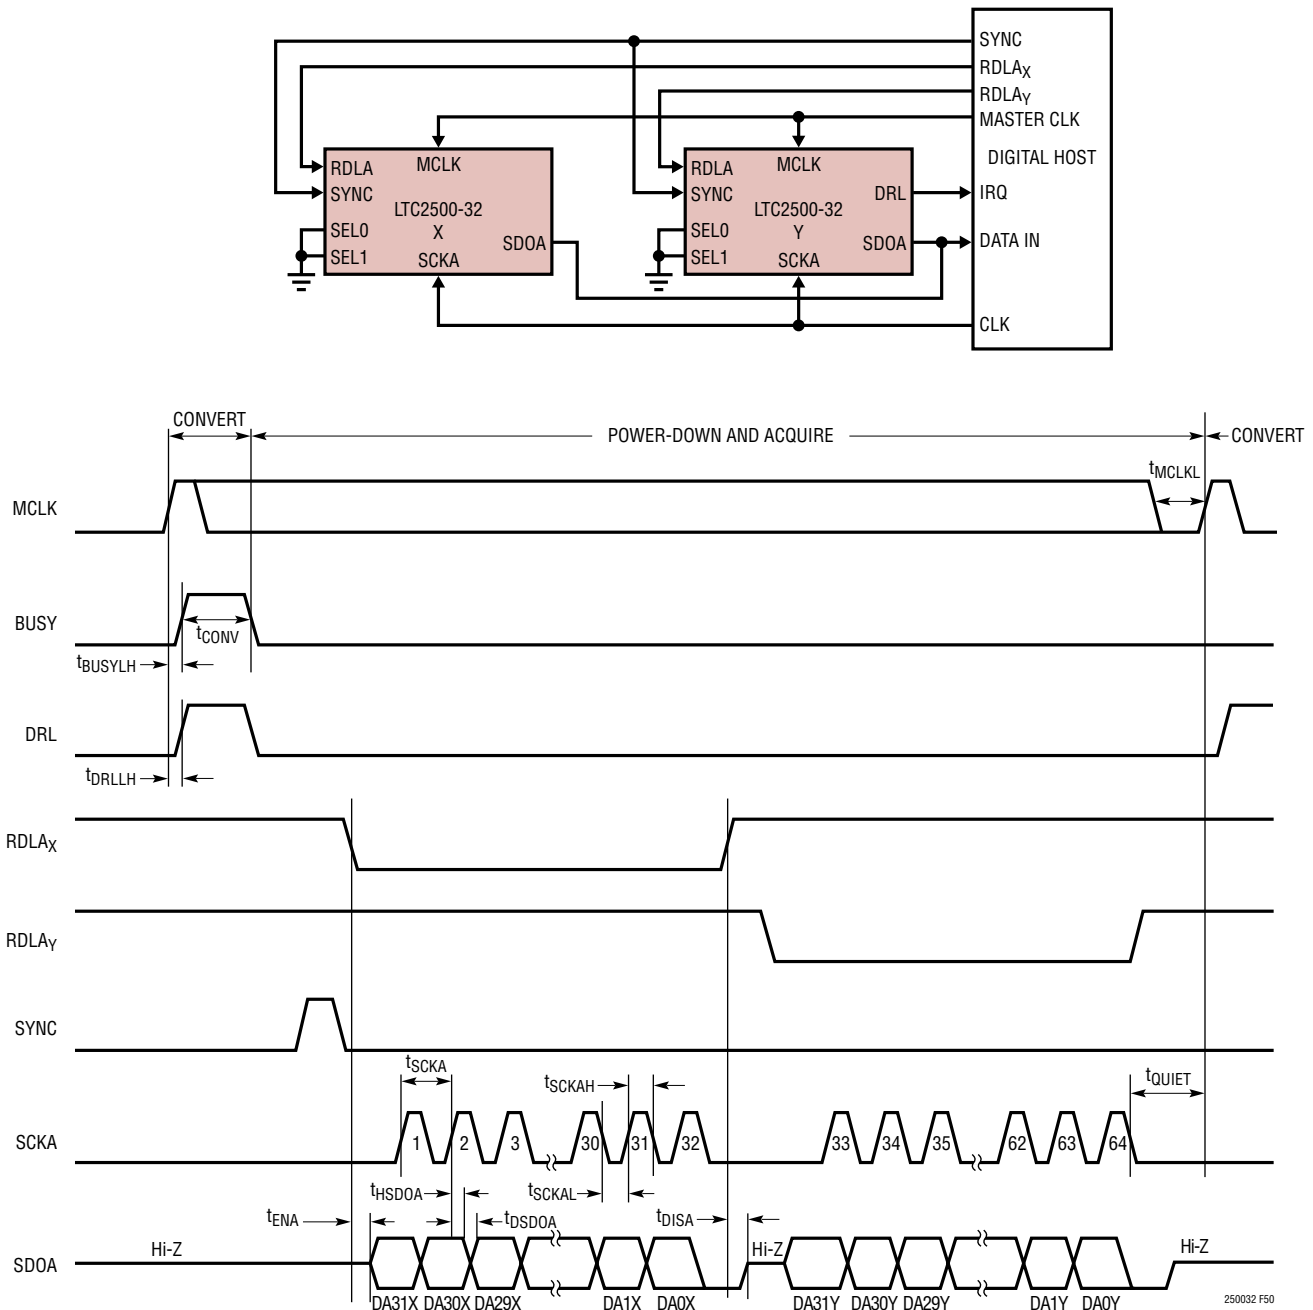 SYNC
RDLAX
RDLAY
MASTER CLK
DIGITAL HOST
IRQ
DATA IN
CLK
RDLA
MCLK
SYNC
LTC2500-32
X
SEL0
SEL1
SDOA
SCKA
RDLA
MCLK
SYNC
DRL
LTC2500-32
Y
SEL0
SEL1
SDOA
SCKA
CONVERT
POWER-DOWN AND ACQUIRE
CONVERT
tMCLKL
MCLK
BUSY
tCONV
tBUSYLH
DRL
tDRLLH
RDLAX
RDLAY
SYNC
tSCKA
tSCKAH
tQUIET
SCKA
1 2 3 30 31 32 33 34 35 62 63 64
tHSDOA
tSCKAL
tENA
tDSDOA
tDISA
SDOA
Hi-Z
Hi-Z
Hi-Z
DA31X DA30X DA29X DA1X DA0X DA31Y DA30Y DA29Y DA1Y DA0Y
250032 F50